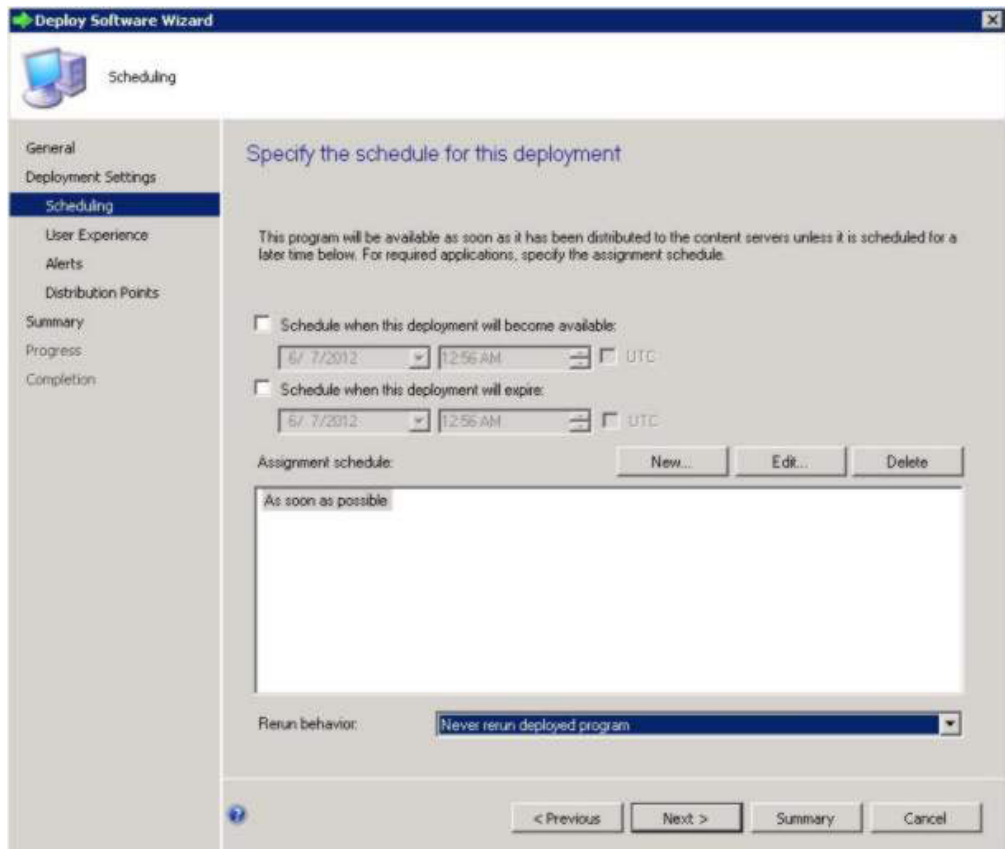 Deploy Software Wizard
Scheduling
General
Deployment Settings
Scheduling
User Experience
Alerts
Distribution Points
Summary
Progress
Completion
Specify the schedule for this deployment
This program will be available as soon as it has been distributed to the content servers unless it is scheduled for a
later time below. For required applications, specify the assignment schedule.
Schedule when this deployment will become available:
6/ 7/2012 12:56 AM UTC
Schedule when this deployment will expire:
6/ 7/2012 12:56 AM UTC
Assignment schedule: New... Edit... Delete
As soon as possible
Rerun behavior: Never rerun deployed program
< Previous Next > Summary Cancel